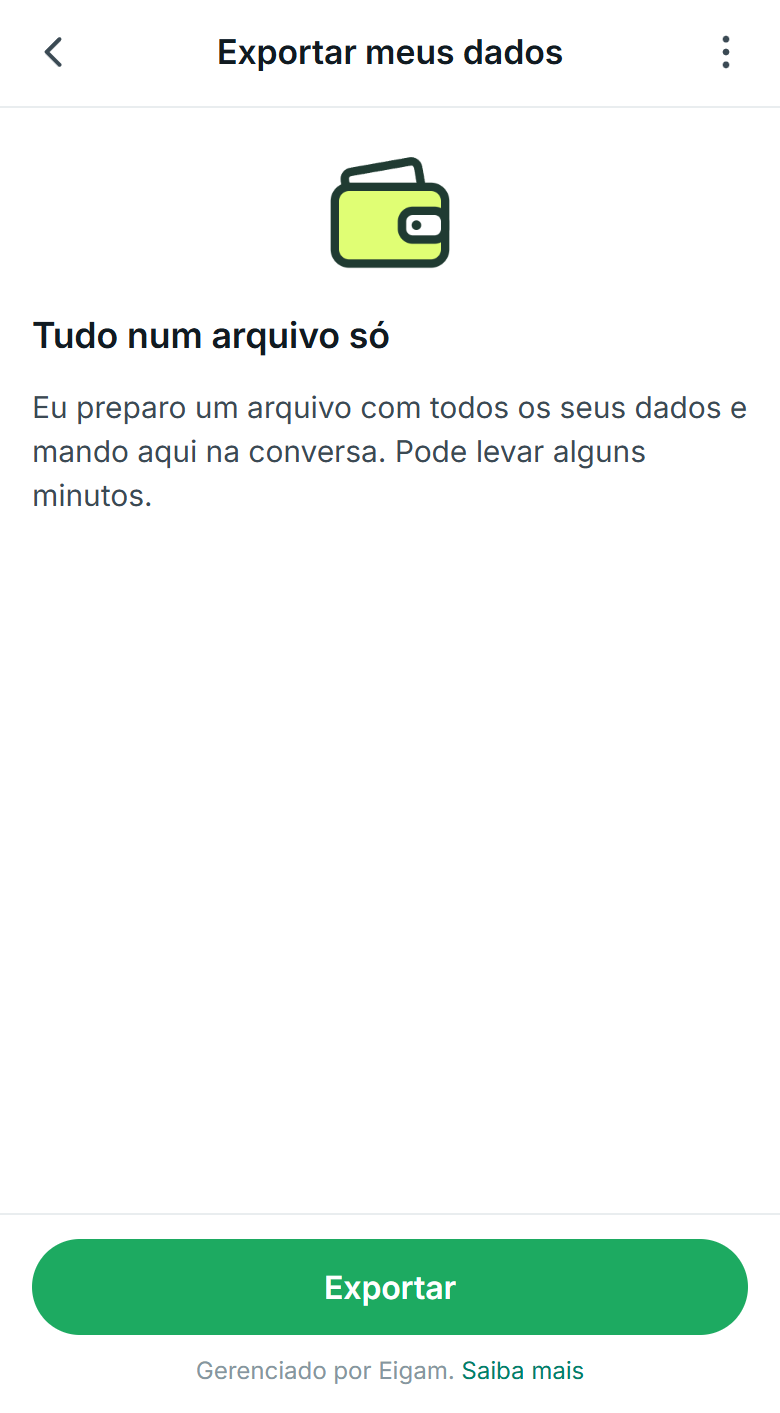 Exportar meus dados
Tudo num arquivo só
Eu preparo um arquivo com todos os seus dados e
mando aqui na conversa. Pode levar alguns
minutos.
Exportar
Gerenciado por Eigam. Saiba mais